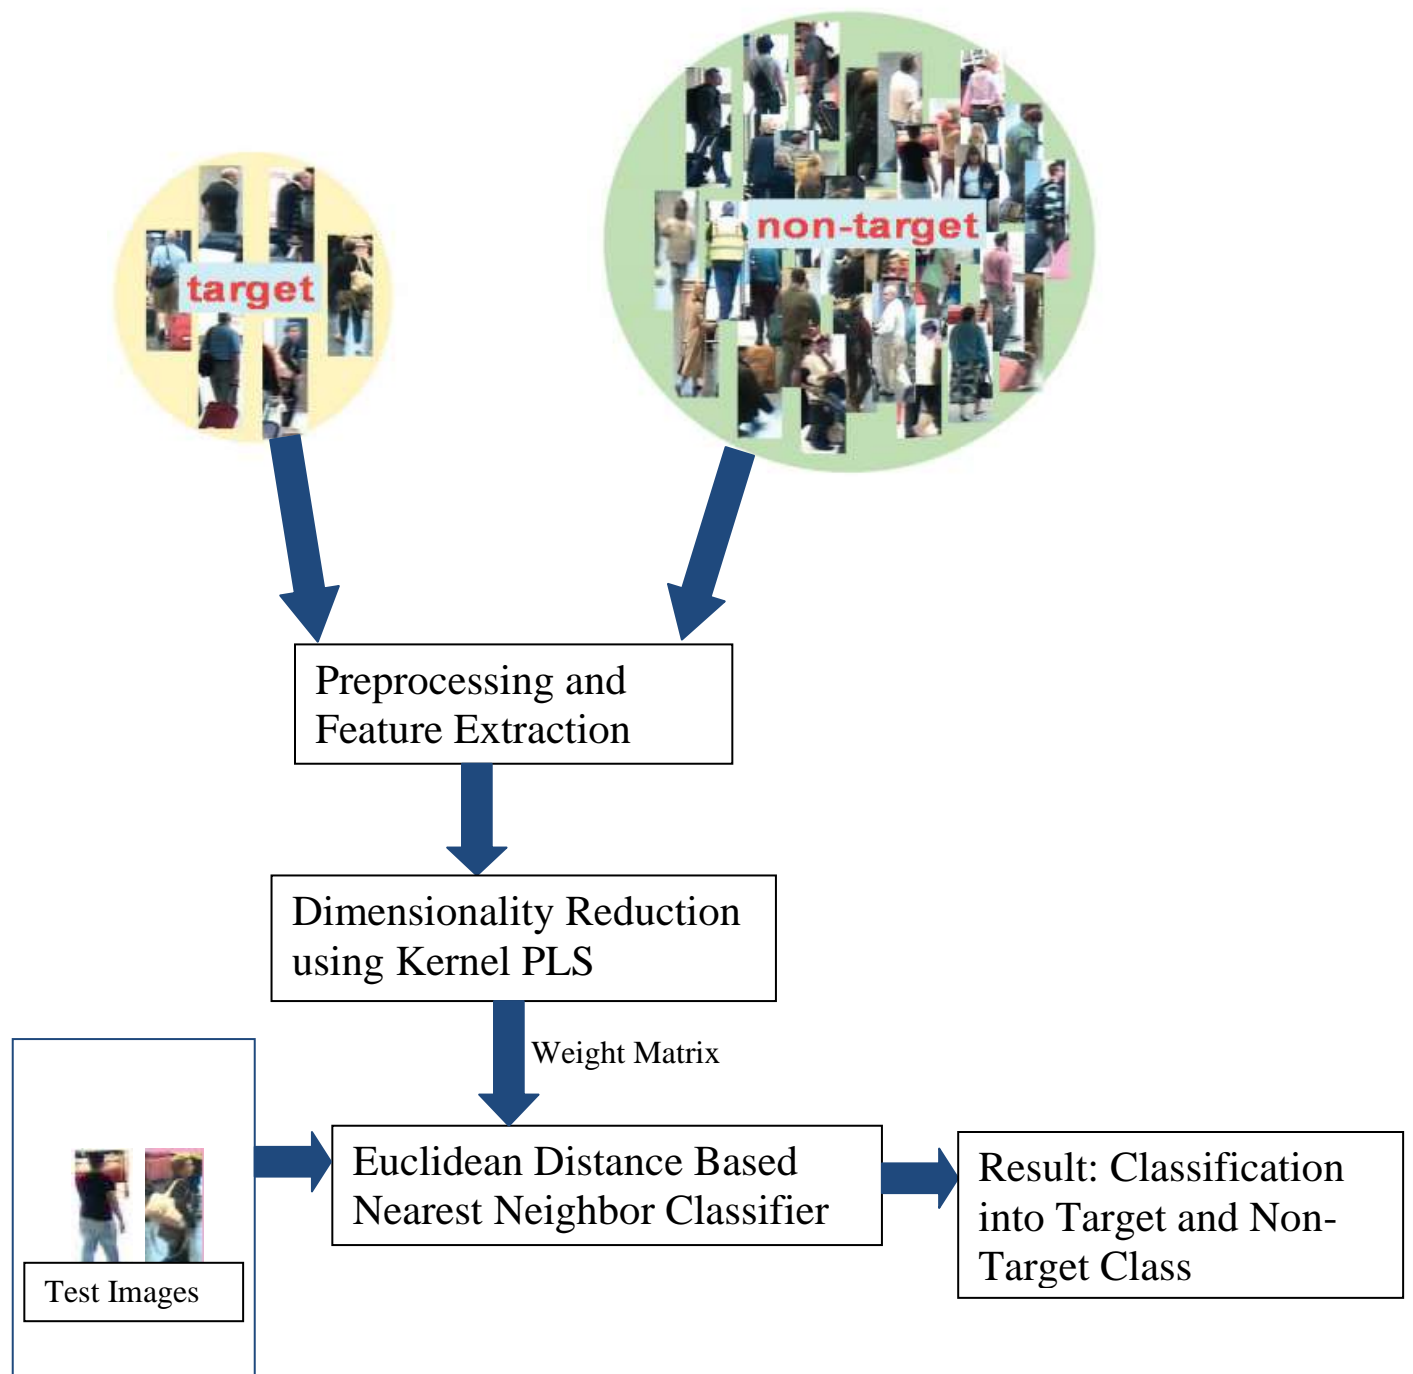 non-target
target
Preprocessing and
Feature Extraction
Dimensionality Reduction
using Kernel PLS
Weight Matrix
Euclidean Distance Based
Nearest Neighbor Classifier
Result: Classification
into Target and Non-
Target Class
Test Images